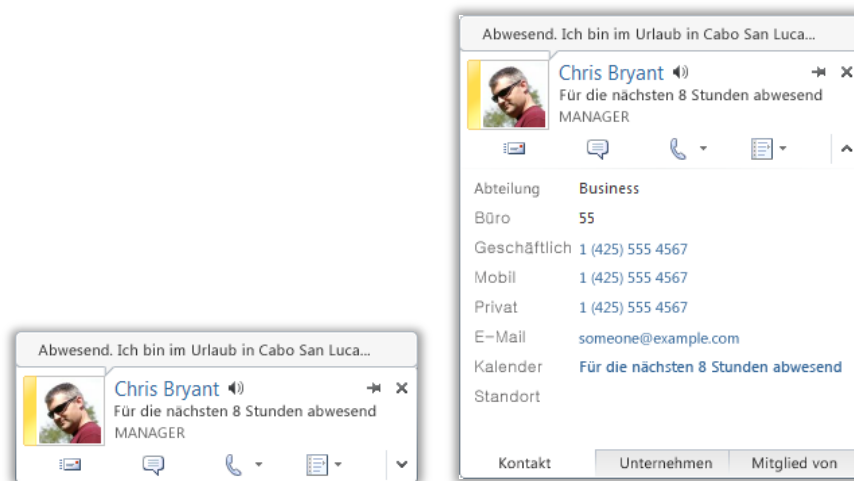 Abwesend. Ich bin im Urlaub in Cabo San Luca...
Chris Bryant
Für die nächsten 8 Stunden abwesend
MANAGER
Abwesend. Ich bin im Urlaub in Cabo San Luca...
Chris Bryant
Für die nächsten 8 Stunden abwesend
MANAGER
Abteilung Business
Büro 55
Geschäftlich 1 (425) 555 4567
Mobil 1 (425) 555 4567
Privat 1 (425) 555 4567
E-Mail someone@example.com
Kalender Für die nächsten 8 Stunden abwesend
Standort
Kontakt Unternehmen Mitglied von